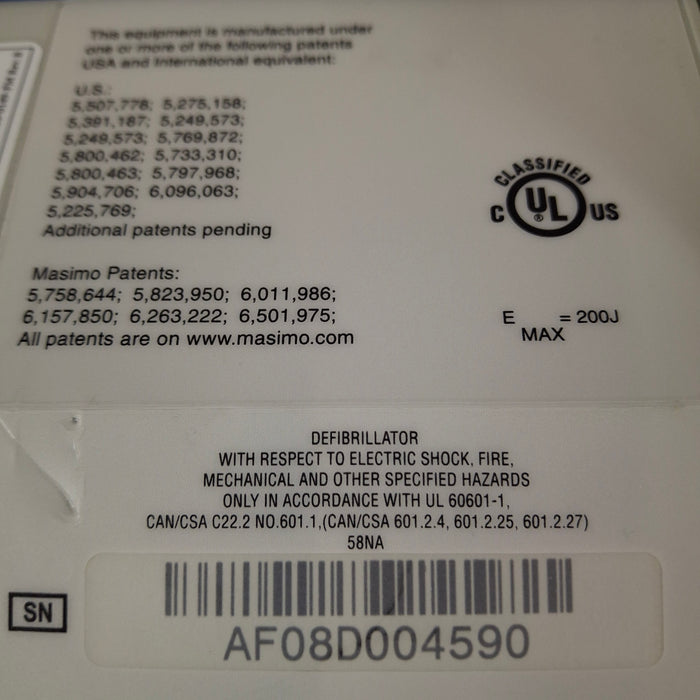 This equipment is manufactured under
one or more of the following patents
USA and International equivalent:
U.S.:
5,507,778; 5,275,158;
5,391,187; 5,249,573;
5,249,573; 5,769,872;
5,800,462; 5,733,310;
5,800,463; 5,797,968;
5,904,706; 6,096,063;
5,225,769;
Additional patents pending
CLASSIFIED
C UL ® US
Masimo Patents:
5,758,644; 5,823,950; 6,011,986;
6,157,850; 6,263,222; 6,501,975;
All patents are on www.masimo.com
E MAX = 200J
DEFIBRILLATOR
WITH RESPECT TO ELECTRIC SHOCK, FIRE,
MECHANICAL AND OTHER SPECIFIED HAZARDS
ONLY IN ACCORDANCE WITH UL 60601-1,
CAN/CSA C22.2 NO.601.1,(CAN/CSA 601.2.4, 601.2.25, 601.2.27)
58NA
SN
AF08D004590